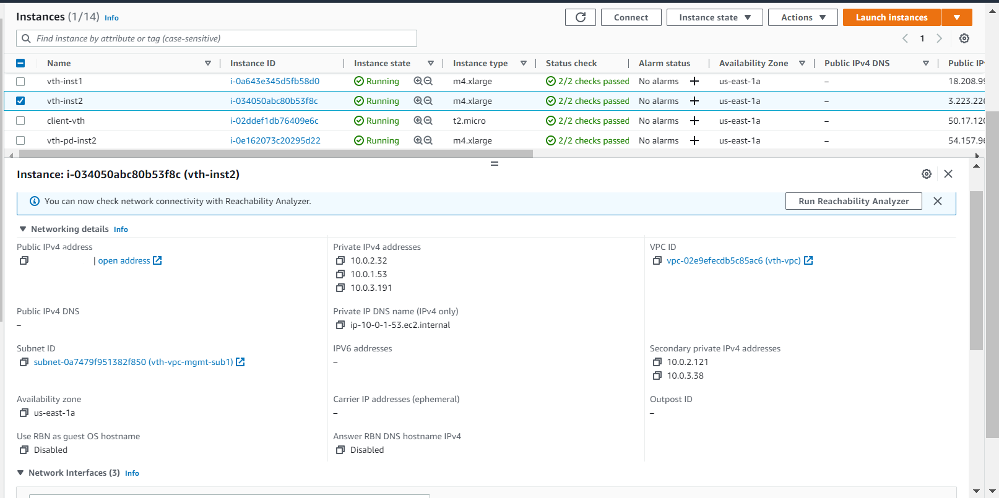 Instances (1/14) Info
Connect Instance state Actions Launch instances
Find instance by attribute or tag (case-sensitive)
1
Name Instance ID Instance state Instance type Status check Alarm status Availability Zone Public IPv4 DNS Public IP
vth-inst1 i-0a643e345d5fb58d0 Running m4.xlarge 2/2 checks passed No alarms + us-east-1a – 18.208.99
vth-inst2 i-034050abc80b53f8c Running m4.xlarge 2/2 checks passed No alarms + us-east-1a – 3.223.226
client-vth i-02ddef1db76409e6c Running t2.micro 2/2 checks passed No alarms + us-east-1a – 50.17.120
vth-pd-inst2 i-0e162073c20295d22 Running m4.xlarge 2/2 checks passed No alarms + us-east-1a – 54.157.96
Instance: i-034050abc80b53f8c (vth-inst2)
You can now check network connectivity with Reachability Analyzer.
Run Reachability Analyzer
Networking details Info
Public IPv4 address Private IPv4 addresses VPC ID
| open address 10.0.2.32 vpc-02e9efecdb5c85ac6 (vth-vpc)
10.0.1.53
10.0.3.191
Public IPv4 DNS Private IP DNS name (IPv4 only)
– ip-10-0-1-53.ec2.internal
Subnet ID IPV6 addresses Secondary private IPv4 addresses
subnet-0a7479f951382f850 (vth-vpc-mgmt-sub1) – 10.0.2.121
10.0.3.38
Availability zone Carrier IP addresses (ephemeral) Outpost ID
us-east-1a – –
Use RBN as guest OS hostname Answer RBN DNS hostname IPv4
Disabled Disabled
Network Interfaces (3) Info